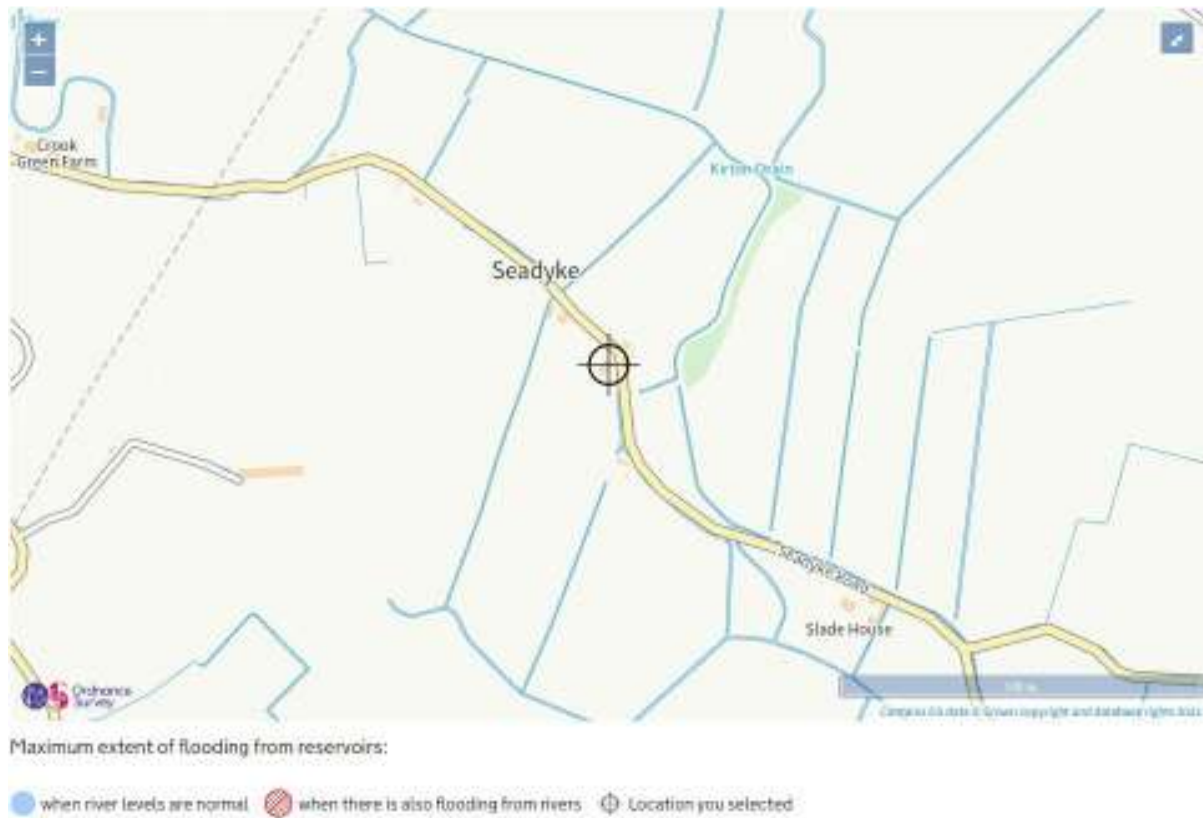 +
−
Crook
Green Farm
Kirton Drain
Seadyke
Seadyke Road
Slade House
Ordnance
Survey
Maximum extent of flooding from reservoirs:
when river levels are normal when there is also flooding from rivers Location you selected